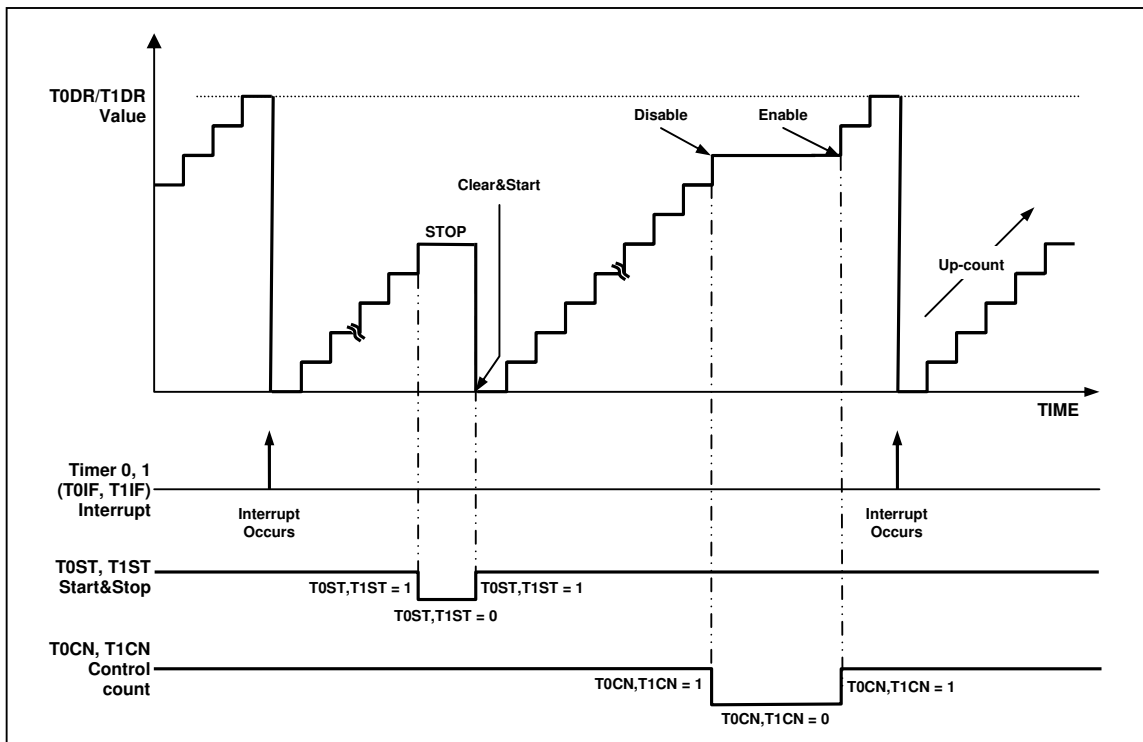 T0DR/T1DR
Value
Disable
Enable
Clear&Start
STOP
Up-count
TIME
Timer 0, 1
(T0IF, T1IF)
Interrupt
Interrupt
Occurs
Interrupt
Occurs
T0ST, T1ST
Start&Stop
T0ST,T1ST = 1
T0ST,T1ST = 1
T0ST,T1ST = 0
T0CN, T1CN
Control
count
T0CN,T1CN = 1
T0CN,T1CN = 1
T0CN,T1CN = 0